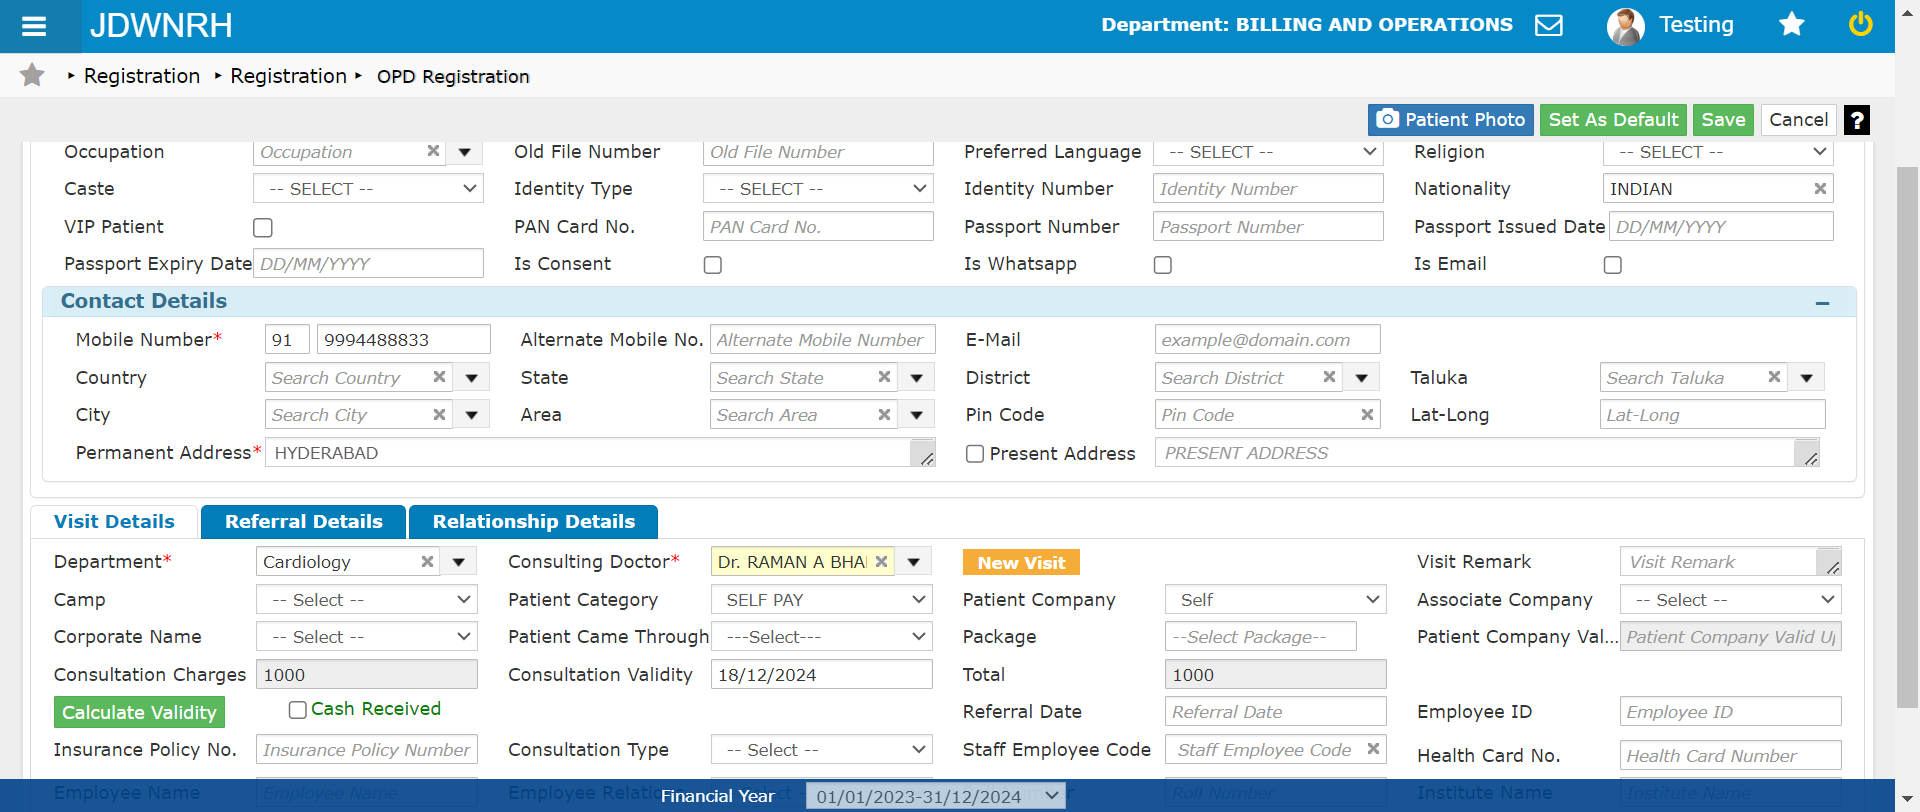 JDWNRH
Department: BILLING AND OPERATIONS
Testing
Registration Registration OPD Registration
Patient Photo Set As Default Save Cancel ?
Occupation Occupation Old File Number Old File Number Preferred Language -- SELECT -- Religion -- SELECT --
Caste -- SELECT -- Identity Type -- SELECT -- Identity Number Identity Number Nationality INDIAN
VIP Patient PAN Card No. PAN Card No. Passport Number Passport Number Passport Issued Date DD/MM/YYYY
Passport Expiry Date DD/MM/YYYY Is Consent Is Whatsapp Is Email
Contact Details
Mobile Number* 91 9994488833 Alternate Mobile No. Alternate Mobile Number E-Mail example@domain.com
Country Search Country State Search State District Search District Taluka Search Taluka
City Search City Area Search Area Pin Code Pin Code Lat-Long Lat-Long
Permanent Address* HYDERABAD Present Address PRESENT ADDRESS
Visit Details Referral Details Relationship Details
Department* Cardiology Consulting Doctor* Dr. RAMAN A BHA New Visit Visit Remark Visit Remark
Camp -- Select -- Patient Category SELF PAY Patient Company Self Associate Company -- Select --
Corporate Name -- Select -- Patient Came Through ---Select--- Package --Select Package-- Patient Company Val... Patient Company Valid U
Consultation Charges 1000 Consultation Validity 18/12/2024 Total 1000
Calculate Validity Cash Received Referral Date Referral Date Employee ID Employee ID
Insurance Policy No. Insurance Policy Number Consultation Type -- Select -- Staff Employee Code Staff Employee Code Health Card No. Health Card Number
Employee Name Employee Name Employee Relation Roll Number Institute Name Institute Name
Financial Year 01/01/2023-31/12/2024